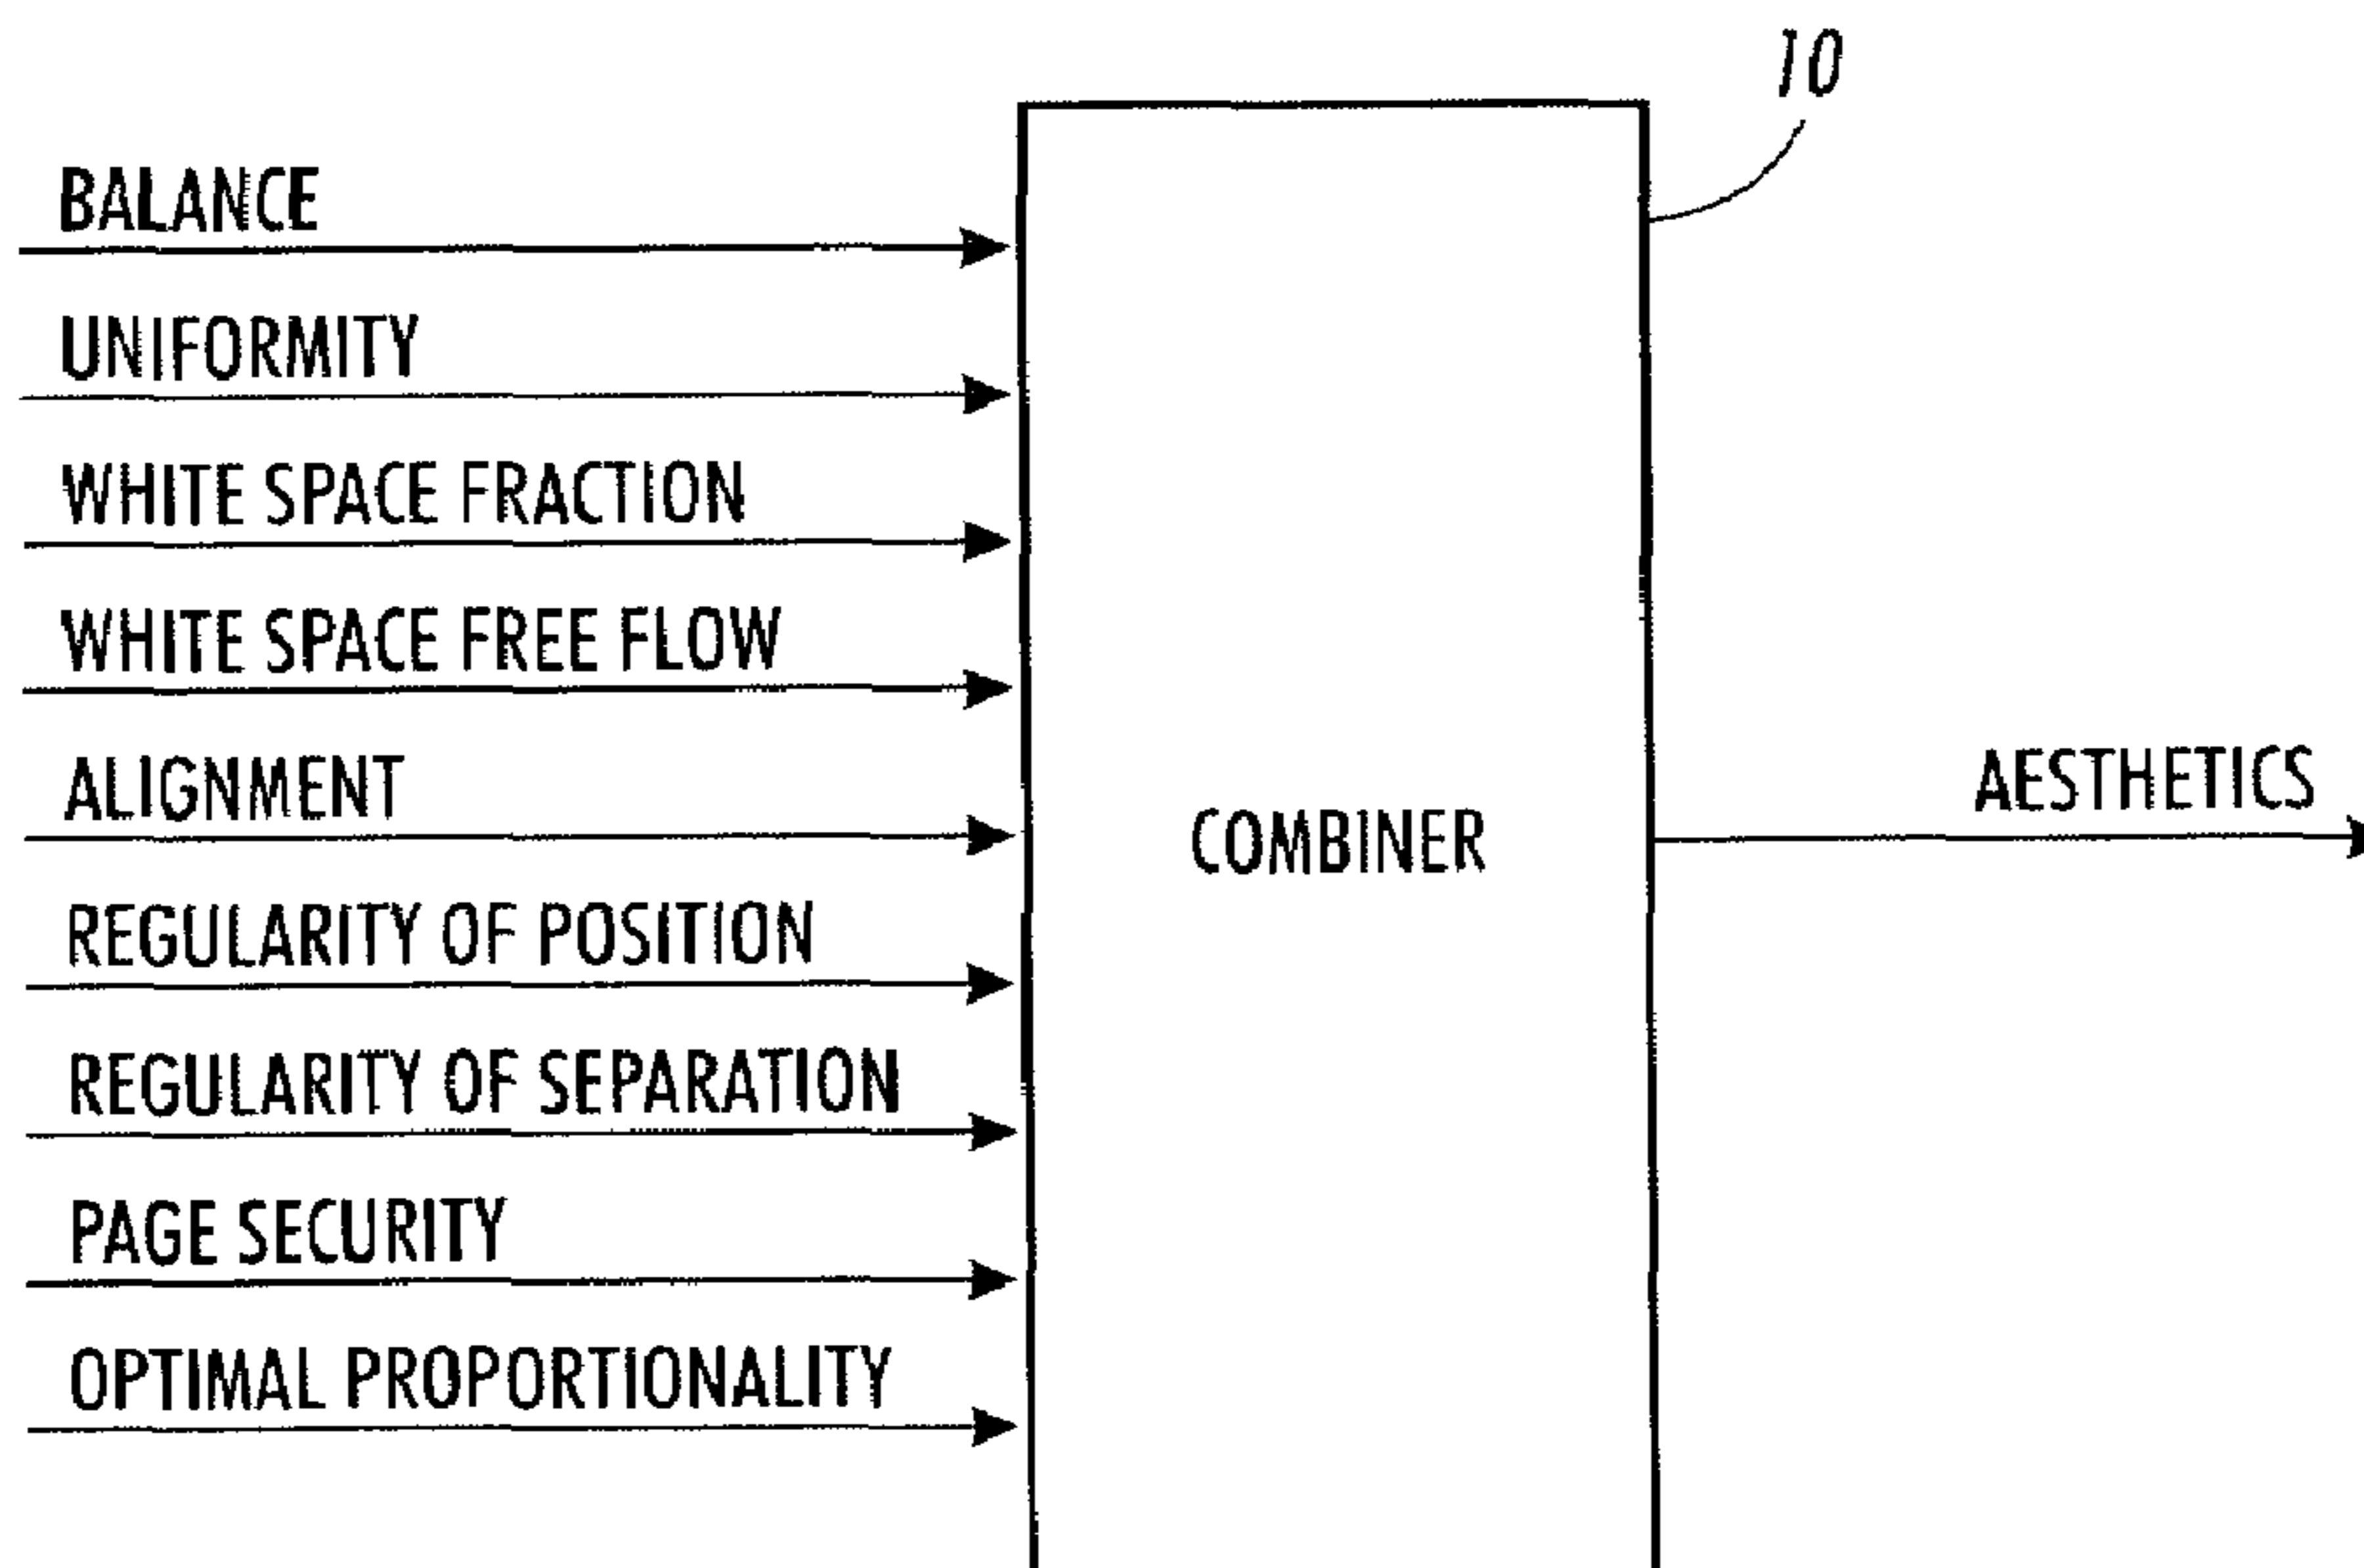 10
BALANCE
UNIFORMITY
WHITE SPACE FRACTION
WHITE SPACE FREE FLOW
ALIGNMENT
COMBINER
AESTHETICS
REGULARITY OF POSITION
REGULARITY OF SEPARATION
PAGE SECURITY
OPTIMAL PROPORTIONALITY